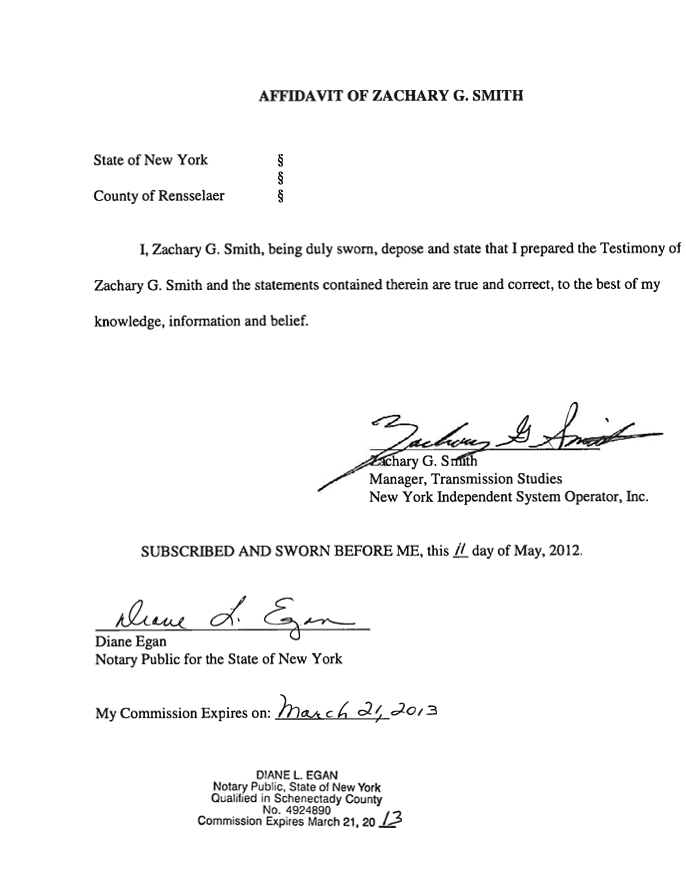 AFFIDAVIT OF ZACHARY G. SMITH
State of New York §
§
County of Rensselaer §
I, Zachary G. Smith, being duly sworn, depose and state that I prepared the Testimony of
Zachary G. Smith and the statements contained therein are true and correct, to the best of my
knowledge, information and belief.
Zachary G Smith
Zachary G. Smith
Manager, Transmission Studies
New York Independent System Operator, Inc.
SUBSCRIBED AND SWORN BEFORE ME, this 11 day of May, 2012.
Diane L. Egan
Diane Egan
Notary Public for the State of New York
My Commission Expires on: March 21, 2013
DIANE L. EGAN
Notary Public, State of New York
Qualified in Schenectady County
No. 4924890
Commission Expires March 21, 20 13